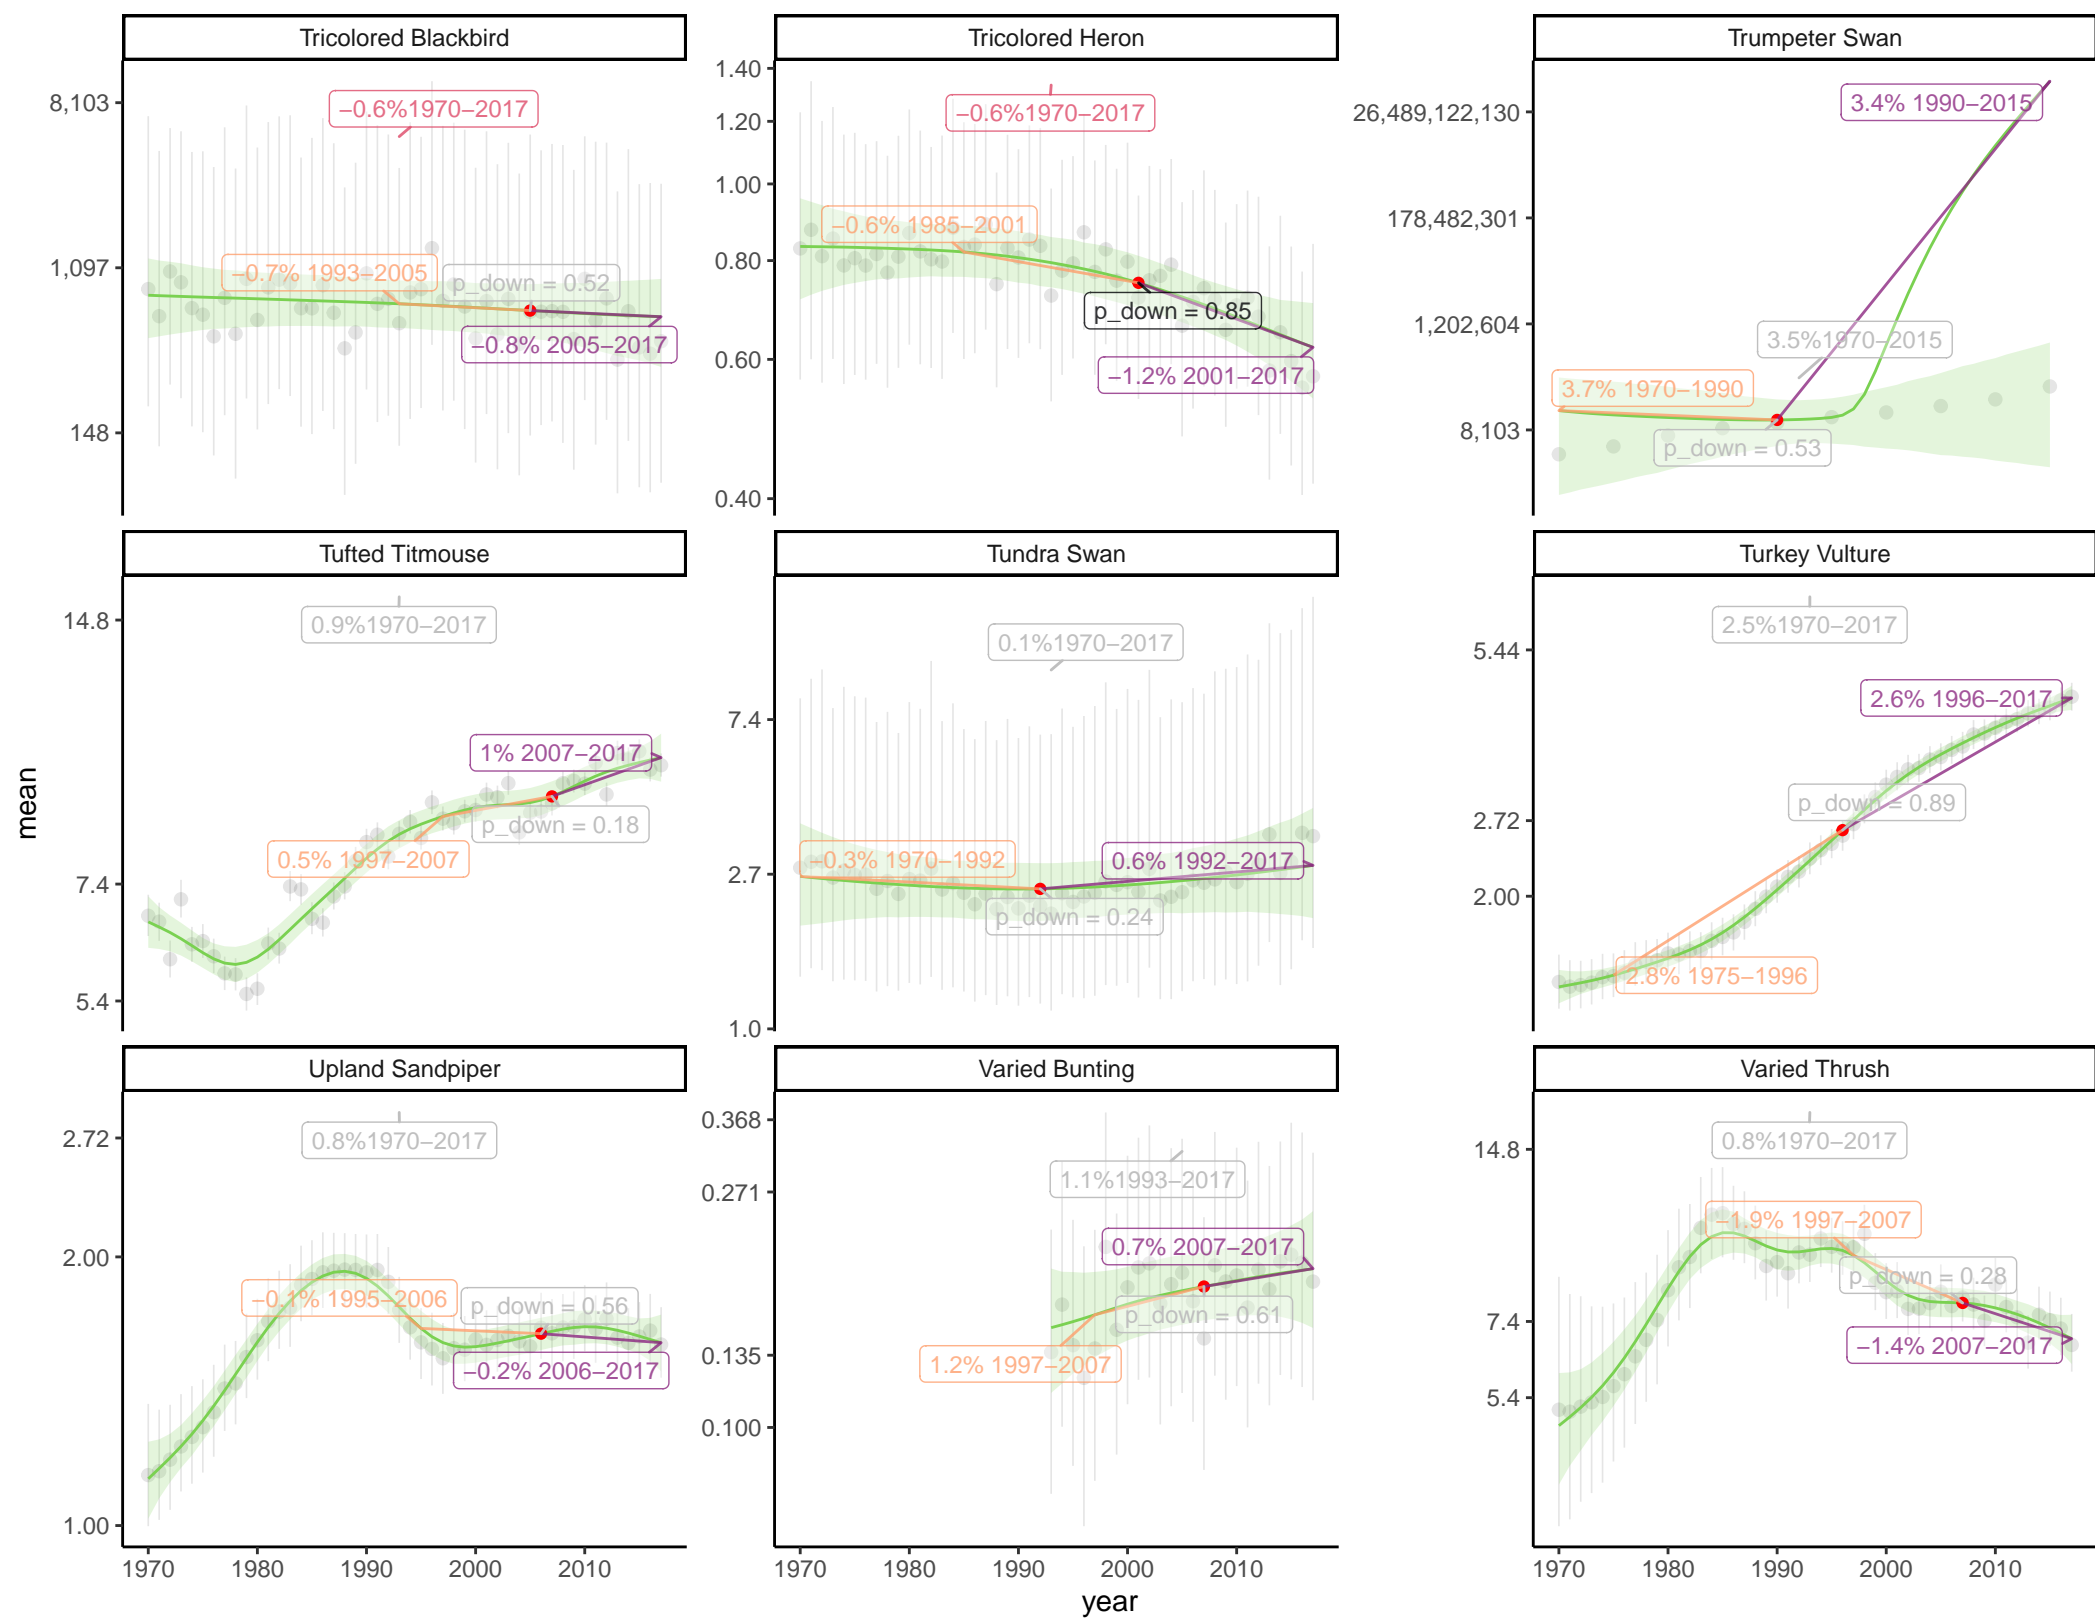 Tricolored Blackbird
Tricolored Heron
Trumpeter Swan
8,103
1,097
148
−0.6%1970−2017
−0.7% 1993−2005
p_down = 0.52
−0.8% 2005−2017
1.40
1.20
1.00
0.80
0.60
0.40
−0.6%1970−2017
−0.6% 1985−2001
p_down = 0.85
−1.2% 2001−2017
26,489,122,130
178,482,301
1,202,604
8,103
3.4% 1990−2015
3.5%1970−2015
3.7% 1970−1990
p_down = 0.53
Tufted Titmouse
Tundra Swan
Turkey Vulture
14.8
7.4
5.4
0.9%1970−2017
1% 2007−2017
p_down = 0.18
0.5% 1997−2007
7.4
2.7
1.0
0.1%1970−2017
−0.3% 1970−1992
0.6% 1992−2017
p_down = 0.24
5.44
2.72
2.00
2.5%1970−2017
2.6% 1996−2017
p_down = 0.89
2.8% 1975−1996
mean
Upland Sandpiper
Varied Bunting
Varied Thrush
2.72
2.00
1.00
0.8%1970−2017
−0.1% 1995−2006
p_down = 0.56
−0.2% 2006−2017
0.368
0.271
0.135
0.100
1.1%1993−2017
0.7% 2007−2017
p_down = 0.61
1.2% 1997−2007
14.8
7.4
5.4
0.8%1970−2017
−1.9% 1997−2007
p_down = 0.28
−1.4% 2007−2017
1970 1980 1990 2000 2010
1970 1980 1990 2000 2010
1970 1980 1990 2000 2010
year